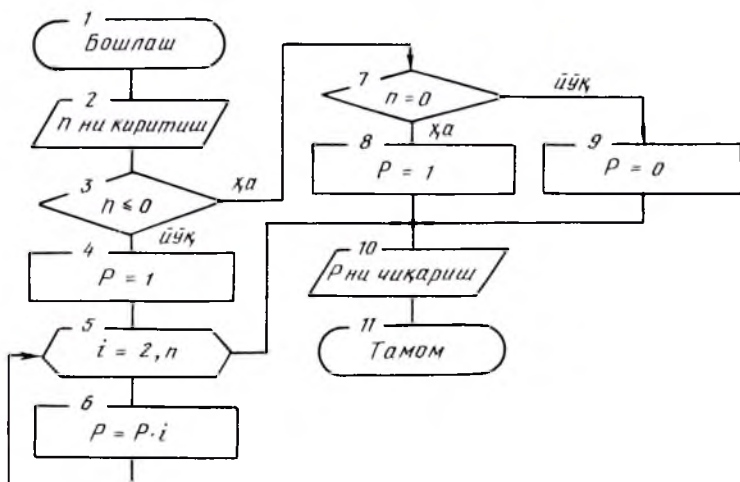 1
Бошлаш
2
n ни киритиш
3
n ≤ 0
ҳа
йўқ
4
P = 1
5
i = 2, n
6
P = P·i
7
n = 0
йўқ
ҳа
8
P = 1
9
P = 0
10
P ни чиқариш
11
Тамом